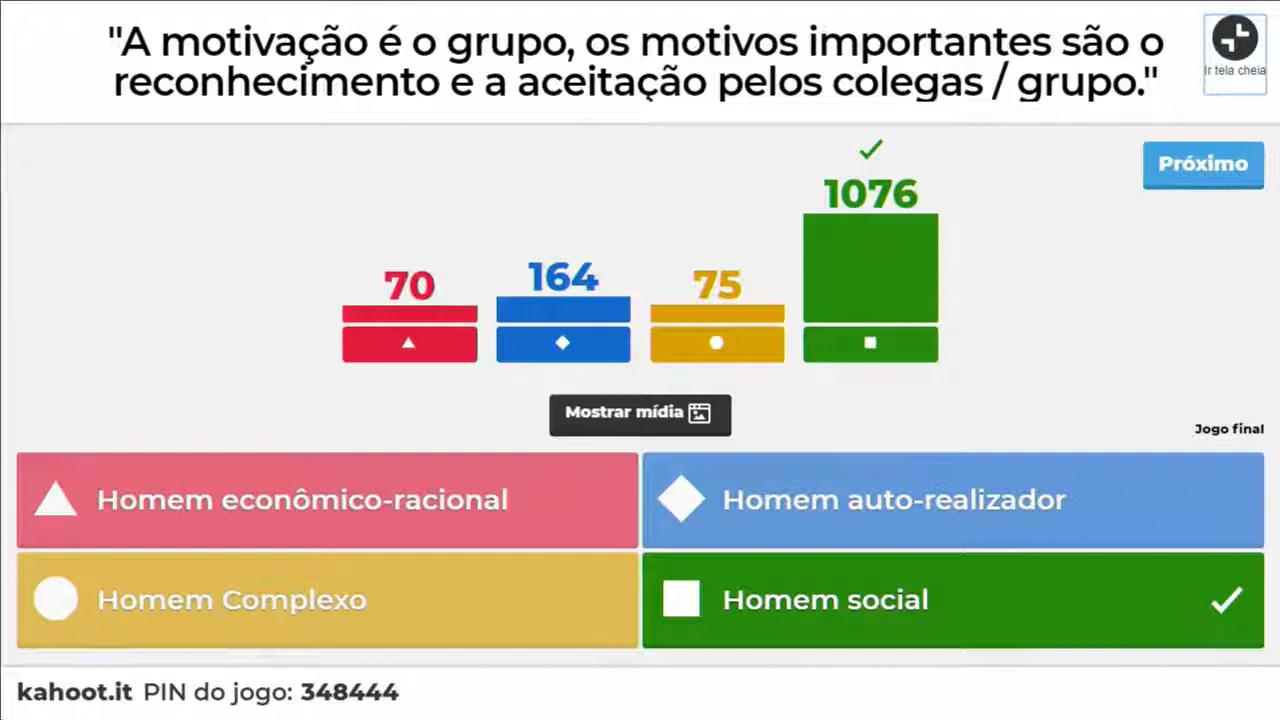 "A motivação é o grupo, os motivos importantes são o
reconhecimento e a aceitação pelos colegas / grupo."
Ir tela cheia
Próximo
70
164
75
1076
Mostrar mídia
Jogo final
Homem econômico-racional
Homem auto-realizador
Homem Complexo
Homem social
kahoot.it PIN do jogo: 348444